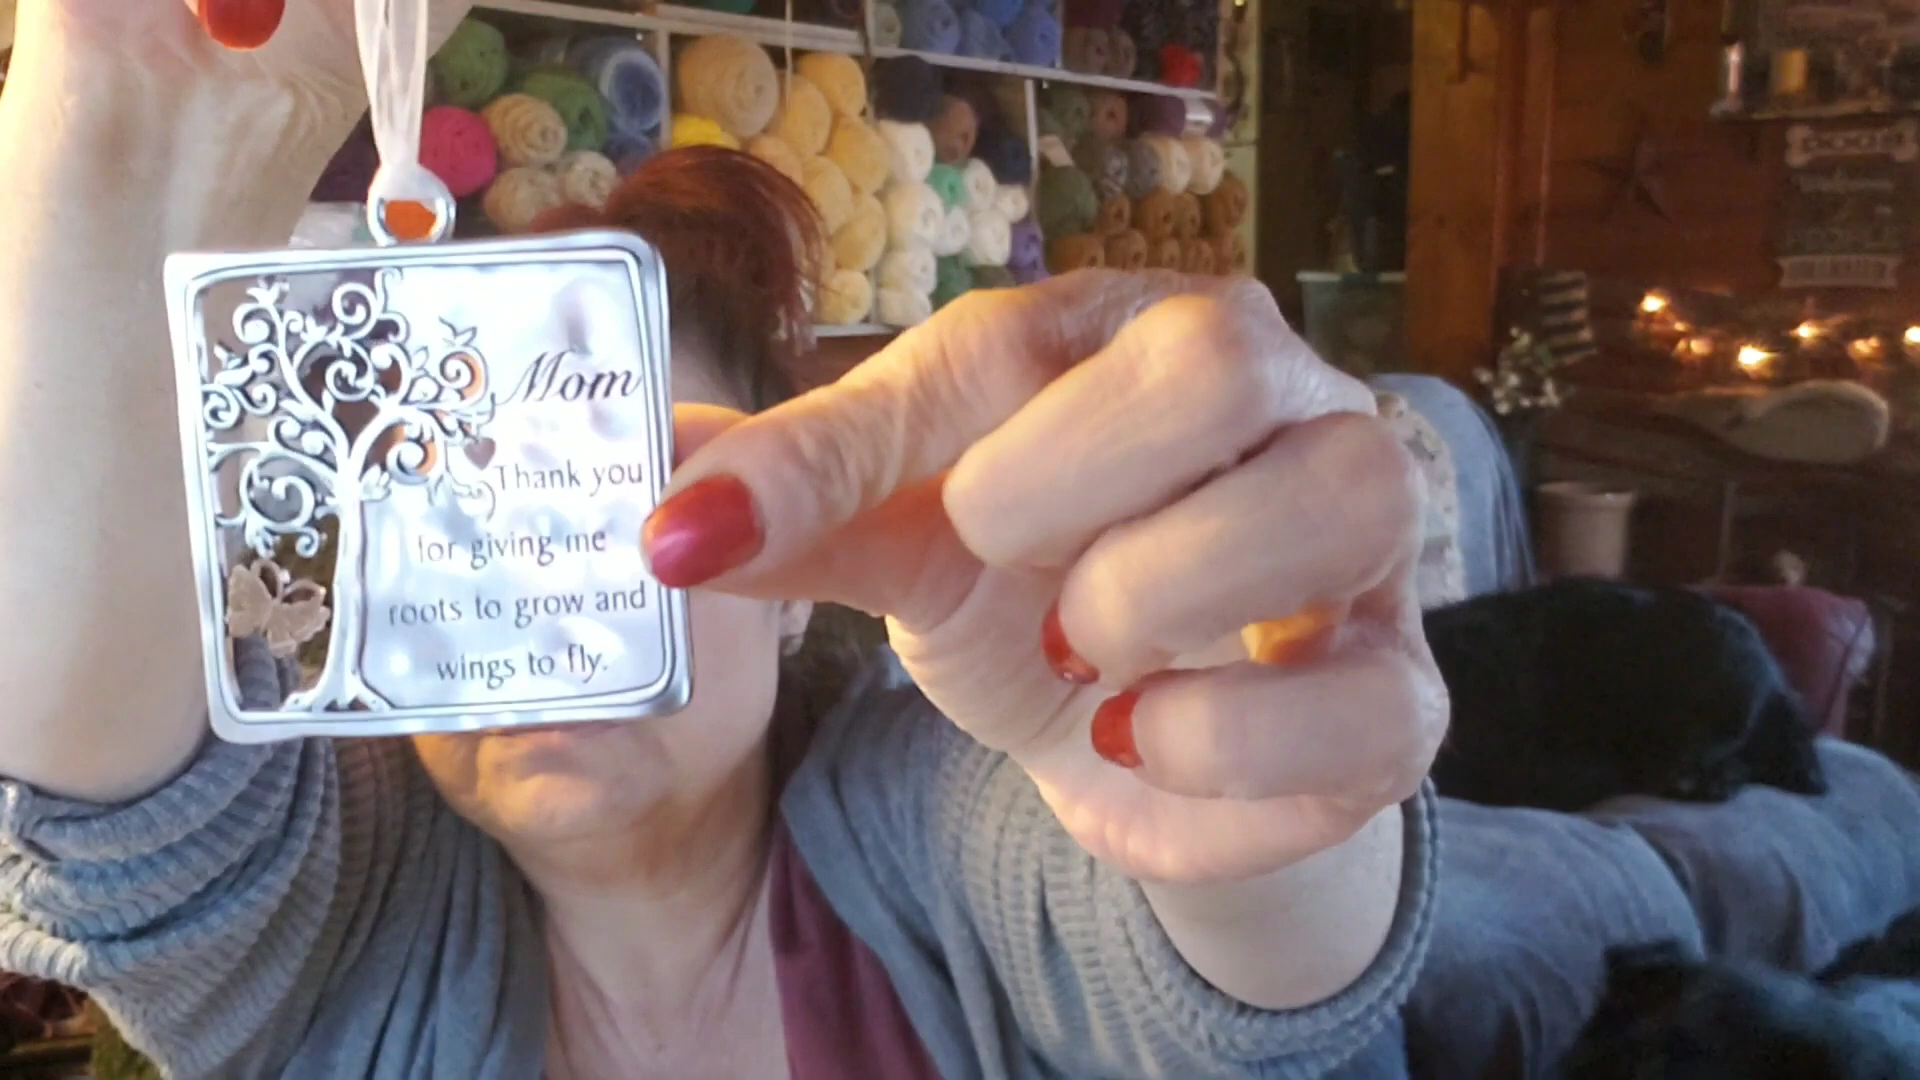 Mom
Thank you
for giving me
roots to grow and
wings to fly.